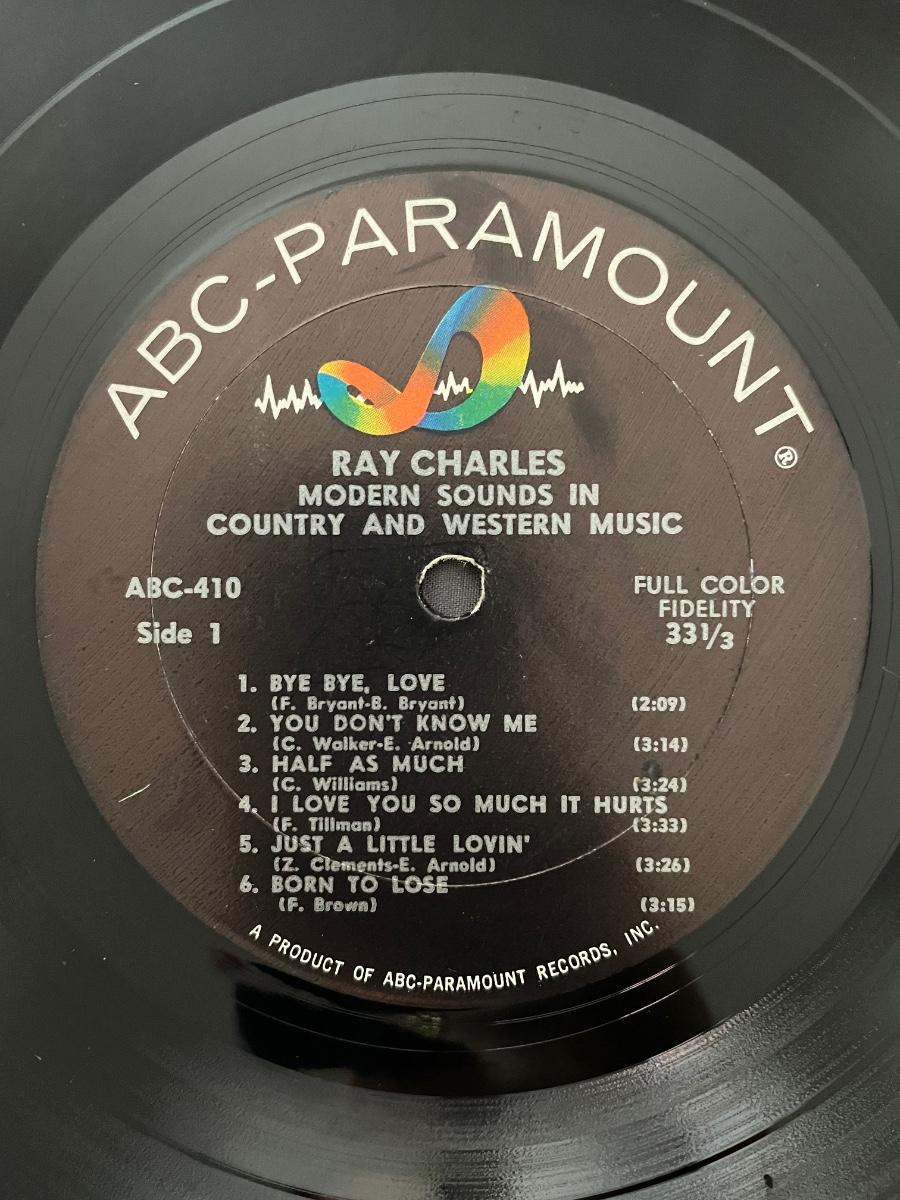 ABC-PARAMOUNT®
RAY CHARLES
MODERN SOUNDS IN
COUNTRY AND WESTERN MUSIC
ABC-410
Side 1
FULL COLOR
FIDELITY
33 1/3
1. BYE BYE, LOVE
(F. Bryant-B. Bryant) (2:09)
2. YOU DON'T KNOW ME
(C. Walker-E. Arnold) (3:14)
3. HALF AS MUCH
(C. Williams) (3:24)
4. I LOVE YOU SO MUCH IT HURTS
(F. Tillman) (3:33)
5. JUST A LITTLE LOVIN'
(Z. Clements-E. Arnold) (3:26)
6. BORN TO LOSE
(F. Brown) (3:15)
A PRODUCT OF ABC-PARAMOUNT RECORDS, INC.